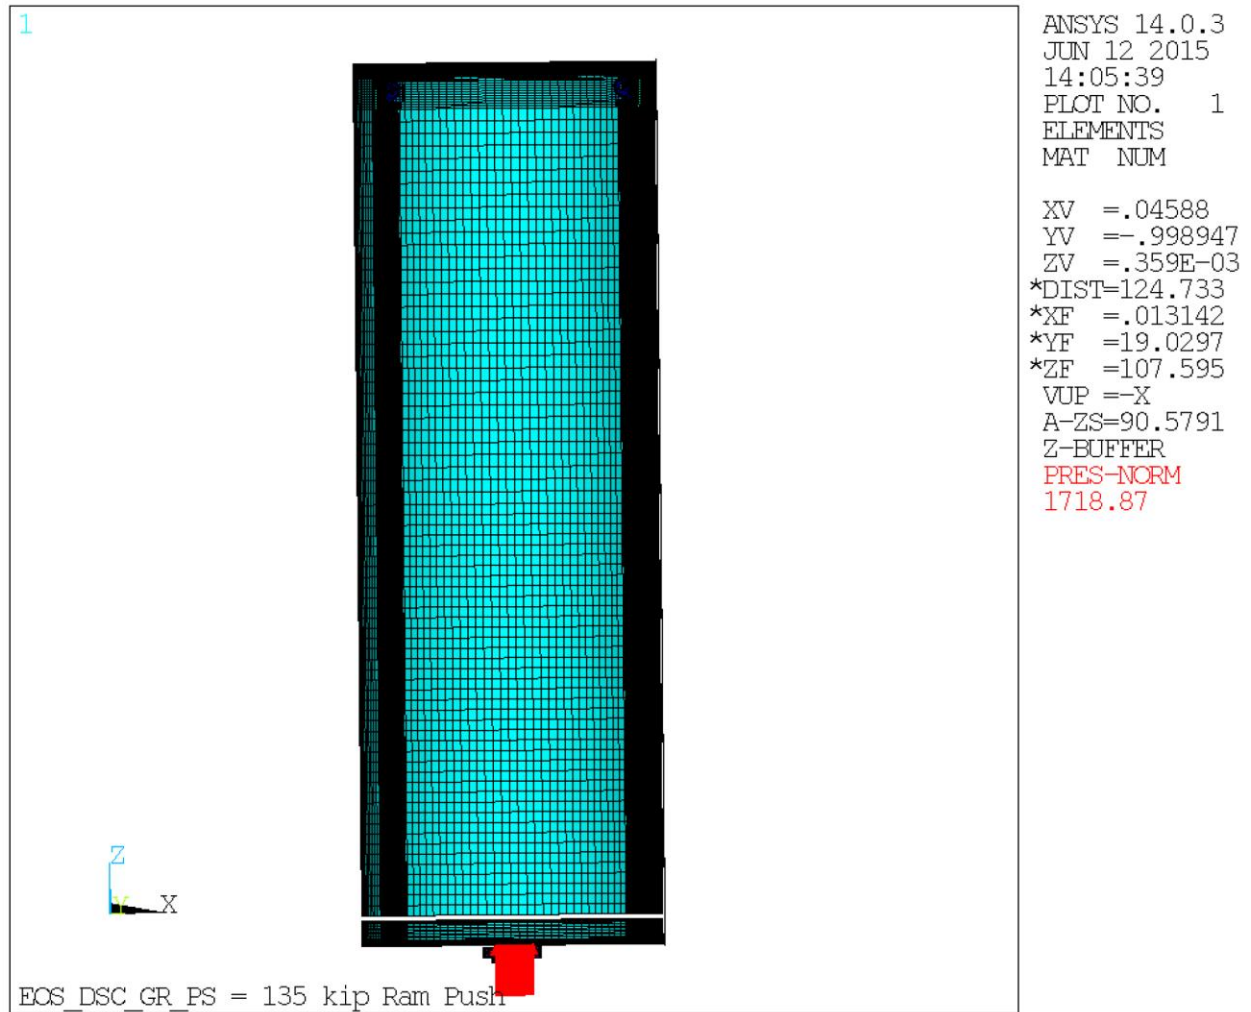 1
ANSYS 14.0.3
JUN 12 2015
14:05:39
PLOT NO. 1
ELEMENTS
MAT NUM
XV =.04588
YV =-.998947
ZV =.359E-03
*DIST=124.733
*XF =.013142
*YF =19.0297
*ZF =107.595
VUP =-X
A-ZS=90.5791
Z-BUFFER
PRES-NORM
1718.87
Z
Y X
EOS_DSC_GR_PS = 135 kip Ram Push